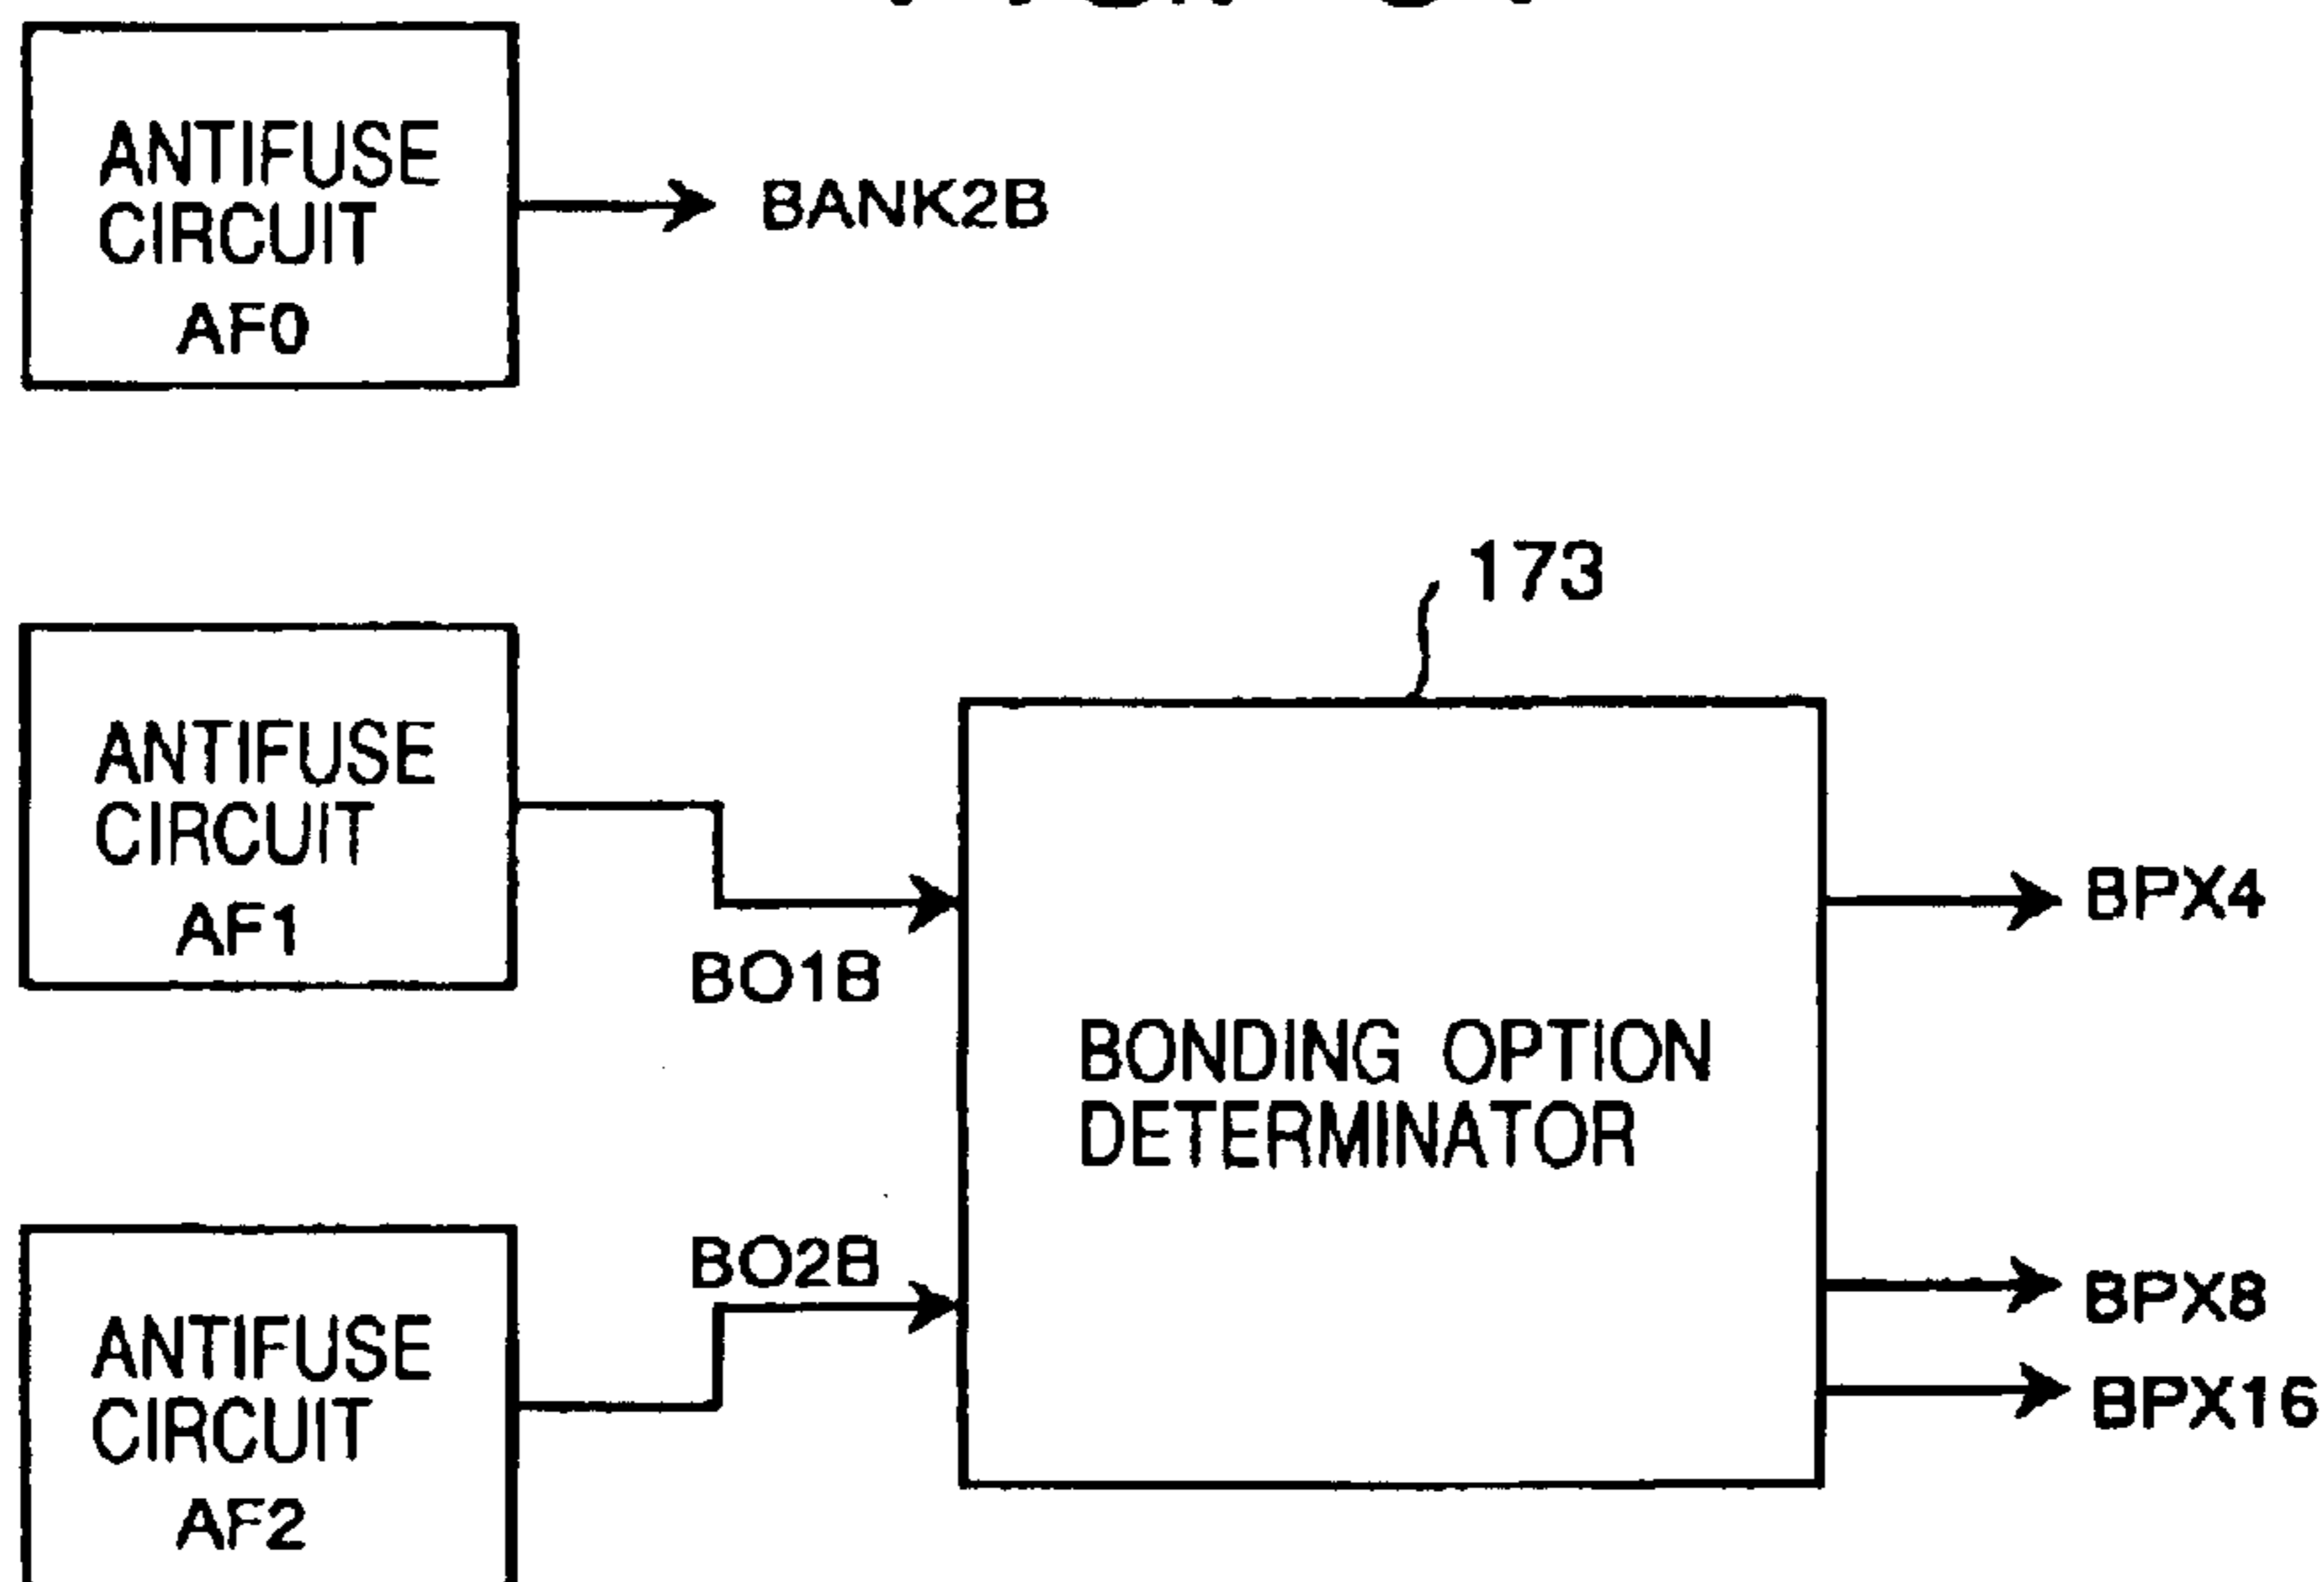 ANTIFUSE
CIRCUIT
AF0
BANK2B
173
ANTIFUSE
CIRCUIT
AF1
BO1B
BPX4
BONDING OPTION
DETERMINATOR
ANTIFUSE
CIRCUIT
AF2
BO2B
BPX8
BPX16